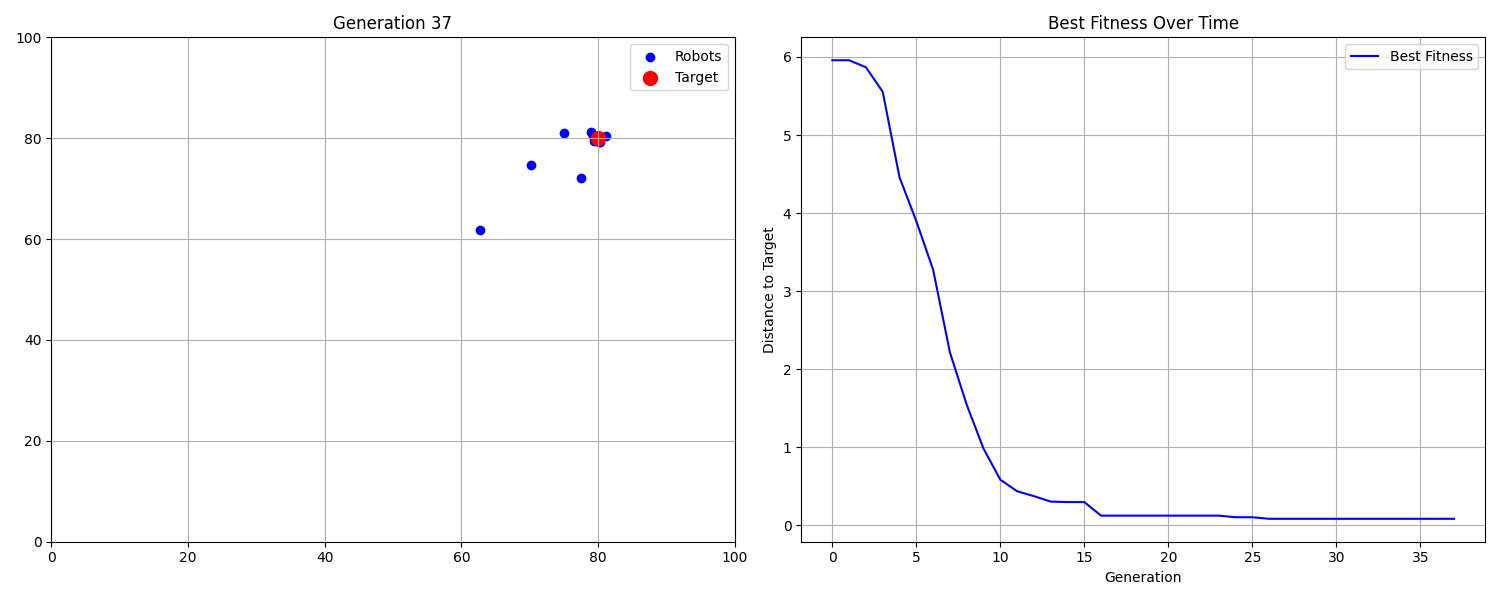 Generation 37
100
80
60
40
20
0
0 20 40 60 80 100
Robots
Target
Best Fitness Over Time
Distance to Target
6
5
4
3
2
1
0
0 5 10 15 20 25 30 35
Generation
Best Fitness